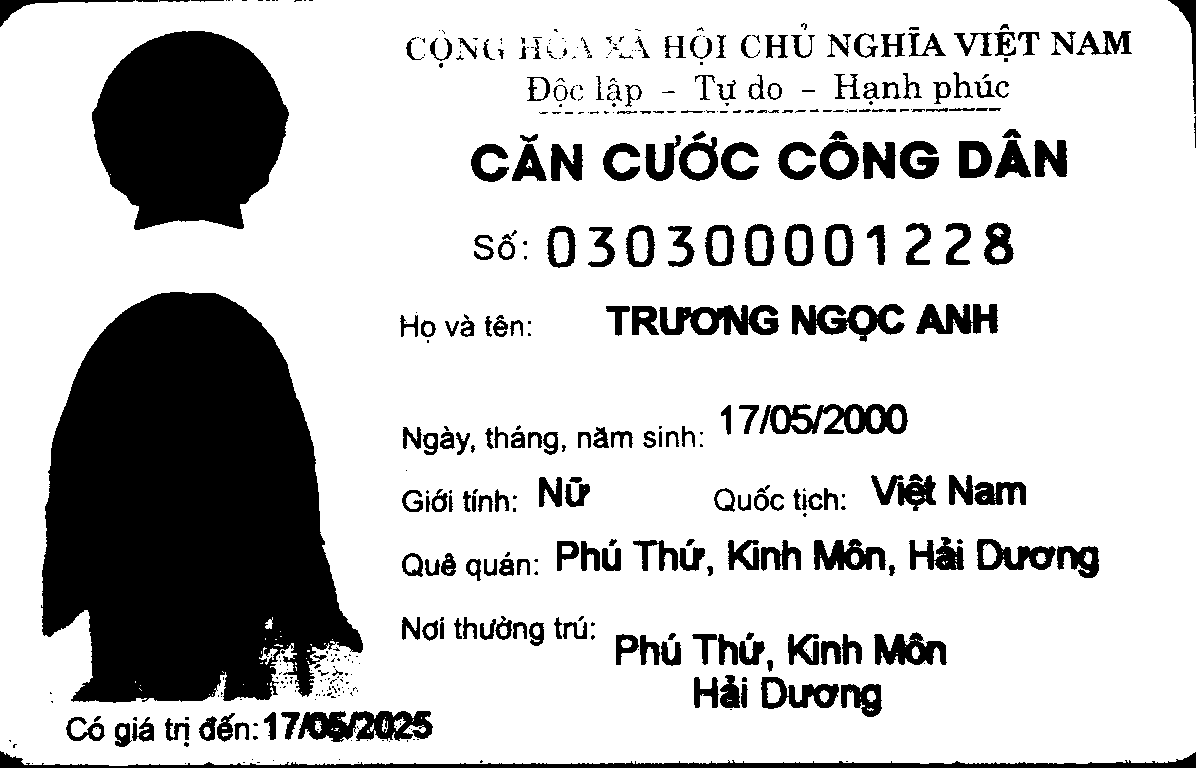 CỘNG HÒA XÃ HỘI CHỦ NGHĨA VIỆT NAM
Độc lập - Tự do - Hạnh phúc
CĂN CƯỚC CÔNG DÂN
Số: 030300001228
Họ và tên: TRƯƠNG NGỌC ANH
Ngày, tháng, năm sinh: 17/05/2000
Giới tính: Nữ Quốc tịch: Việt Nam
Quê quán: Phú Thứ, Kinh Môn, Hải Dương
Nơi thường trú: Phú Thứ, Kinh Môn
Hải Dương
Có giá trị đến: 17/05/2025